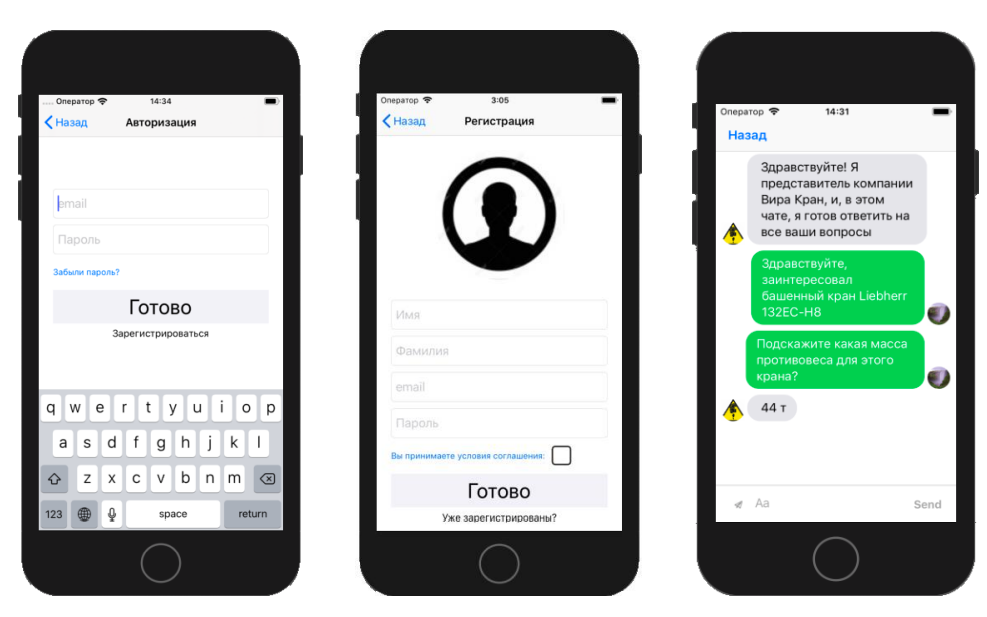 Оператор 14:34
Назад Авторизация
email
Пароль
Забыли пароль?
Готово
Зарегистрироваться
q w e r t y u i o p
a s d f g h j k l
z x c v b n m
123 space return
Оператор 3:05
Назад Регистрация
Имя
Фамилия
email
Пароль
Вы принимаете условия соглашения:
Готово
Уже зарегистрированы?
Оператор 14:31
Назад
Здравствуйте! Я
представитель компании
Вира Кран, и, в этом
чате, я готов ответить на
все ваши вопросы
Здравствуйте,
заинтересовал
башенный кран Liebherr
132EC-H8
Подскажите какая масса
противовеса для этого
крана?
44 т
Aa Send